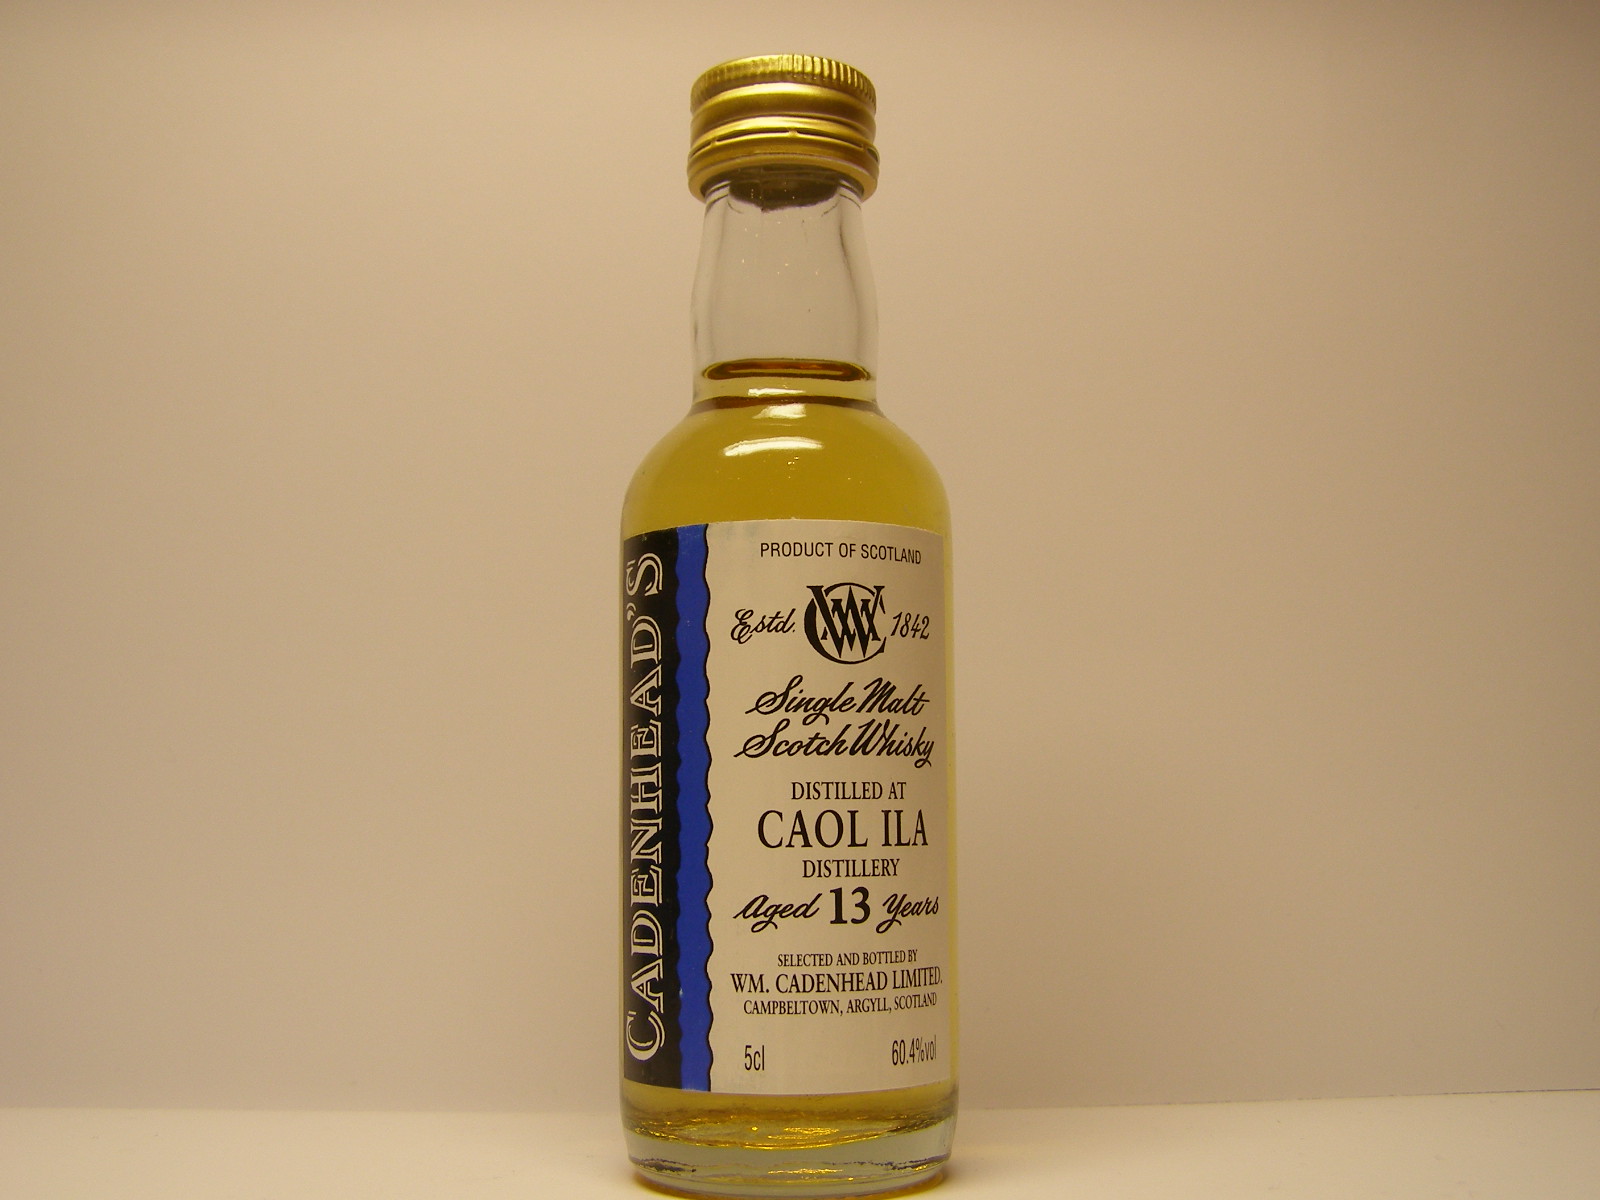 CADENHEAD'S
PRODUCT OF SCOTLAND
Estd. WC 1842
Single Malt
Scotch Whisky
DISTILLED AT
CAOL ILA
DISTILLERY
Aged 13 Years
SELECTED AND BOTTLED BY
WM. CADENHEAD LIMITED.
CAMPBELTOWN, ARGYLL, SCOTLAND
5cl 60.4%vol